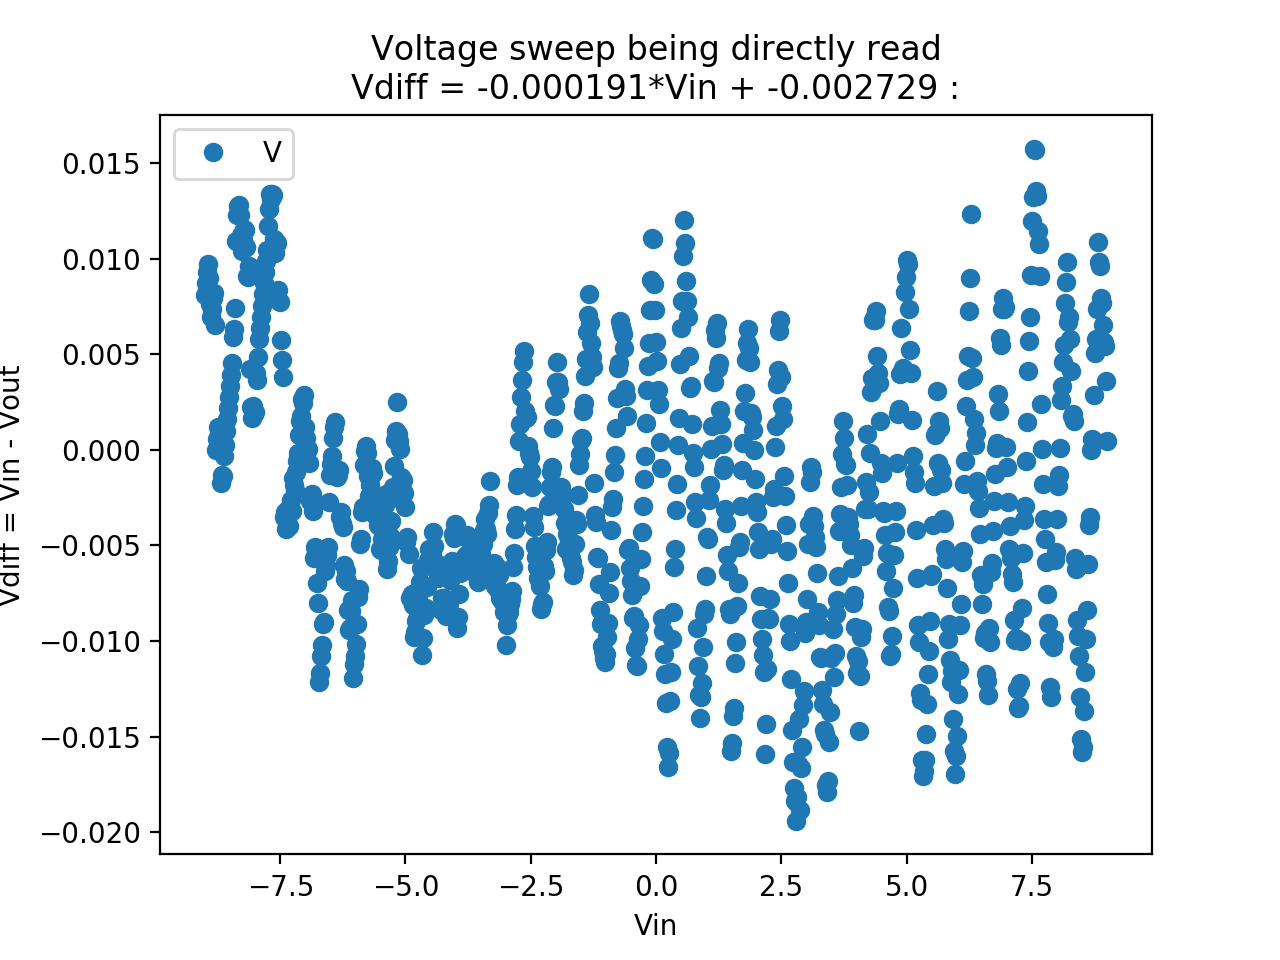 Voltage sweep being directly read
Vdiff = -0.000191*Vin + -0.002729 :
V
0.015
0.010
0.005
0.000
−0.005
−0.010
−0.015
−0.020
Vdiff = Vin - Vout
−7.5 −5.0 −2.5 0.0 2.5 5.0 7.5
Vin